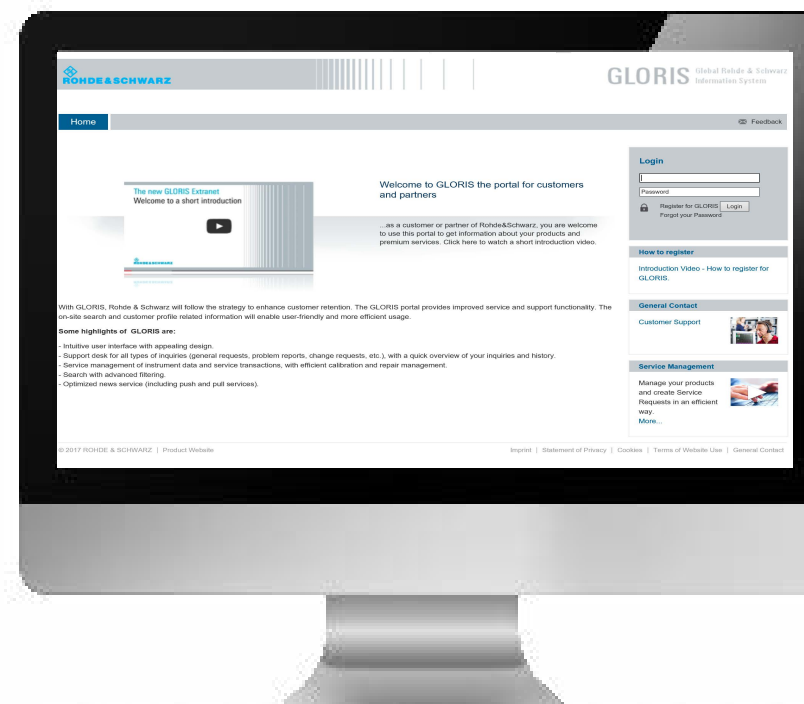 ROHDE & SCHWARZ
GLORIS Global Rohde & Schwarz
Information System
Home
Feedback
The new GLORIS Extranet
Welcome to a short introduction
ROHDE & SCHWARZ
Welcome to GLORIS the portal for customers
and partners
...as a customer or partner of Rohde&Schwarz, you are welcome
to use this portal to get information about your products and
premium services. Click here to watch a short introduction video.
With GLORIS, Rohde & Schwarz will follow the strategy to enhance customer retention. The GLORIS portal provides improved service and support functionality. The
on-site search and customer profile related information will enable user-friendly and more efficient usage.
Some highlights of GLORIS are:
- Intuitive user interface with appealing design.
- Support desk for all types of inquiries (general requests, problem reports, change requests, etc.), with a quick overview of your inquiries and history.
- Service management of instrument data and service transactions, with efficient calibration and repair management.
- Search with advanced filtering.
- Optimized news service (including push and pull services).
Login
Password
Register for GLORIS Login
Forgot your Password
How to register
Introduction Video - How to register for
GLORIS.
General Contact
Customer Support
Service Management
Manage your products
and create Service
Requests in an efficient
way.
More...
© 2017 ROHDE & SCHWARZ | Product Website
Imprint | Statement of Privacy | Cookies | Terms of Website Use | General Contact